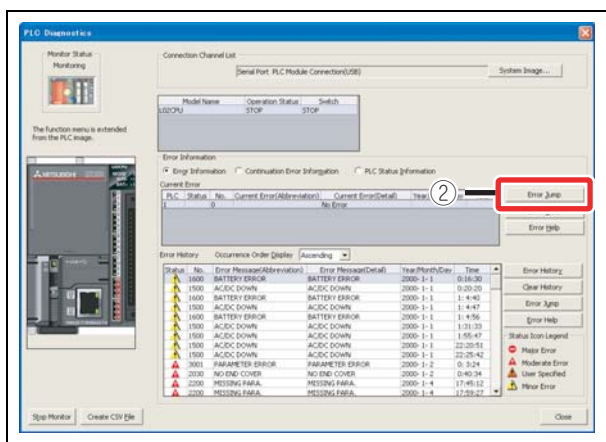 PLC Diagnostics
Monitor Status
Monitoring
Connection Channel List
Serial Port PLC Module Connection(USB)
System Image...
The function menu is extended
from the PLC image.
Model Name Operation Status Switch
L02CPU STOP STOP
Error Information
Error Information Continuation Error Information PLC Status Information
Current Error
PLC Status No. Current Error(Abbreviation) Current Error(Detail) Year/
1 0 No Error
②
Error Jump
Error Help
MITSUBISHI
Error History Occurrence Order Display Ascending
Status No. Error Message(Abbreviation) Error Message(Detail) Year/Month/Day Time
1600 BATTERY ERROR BATTERY ERROR 2000- 1- 1 0:16:30
1500 AC/DC DOWN AC/DC DOWN 2000- 1- 1 0:20:20
1600 BATTERY ERROR BATTERY ERROR 2000- 1- 1 1: 4:40
1500 AC/DC DOWN AC/DC DOWN 2000- 1- 1 1: 4:47
1600 BATTERY ERROR BATTERY ERROR 2000- 1- 1 1: 4:56
1500 AC/DC DOWN AC/DC DOWN 2000- 1- 1 1:31:33
1500 AC/DC DOWN AC/DC DOWN 2000- 1- 1 1:55:47
1500 AC/DC DOWN AC/DC DOWN 2000- 1- 1 22:20:51
1500 AC/DC DOWN AC/DC DOWN 2000- 1- 1 22:25:42
3001 PARAMETER ERROR PARAMETER ERROR 2000- 1- 2 0: 3:24
2030 NO END COVER NO END COVER 2000- 1- 2 0:40:34
2200 MISSING PARA. MISSING PARA. 2000- 1- 4 17:45:12
2200 MISSING PARA. MISSING PARA. 2000- 1- 4 17:59:27
Error History
Clear History
Error Jump
Error Help
Status Icon Legend
Major Error
Moderate Error
User Specified
Minor Error
Stop Monitor
Create CSV File
Close